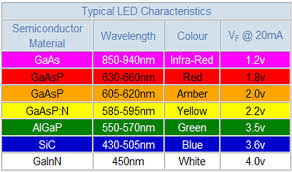 Typical LED Characteristics
Semiconductor Material Wavelength Colour VF @ 20mA
GaAs 850-940nm Infra-Red 1.2v
GaAsP 630-660nm Red 1.8v
GaAsP 605-620nm Amber 2.0v
GaAsP:N 585-595nm Yellow 2.2v
AlGaP 550-570nm Green 3.5v
SiC 430-505nm Blue 3.6v
GaInN 450nm White 4.0v